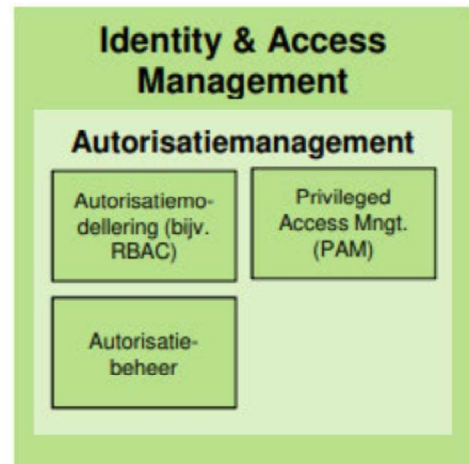 Identity & Access
Management
Autorisatiemanagement
Autorisatiemo-
dellering (bijv.
RBAC)
Privileged
Access Mngt.
(PAM)
Autorisatie-
beheer